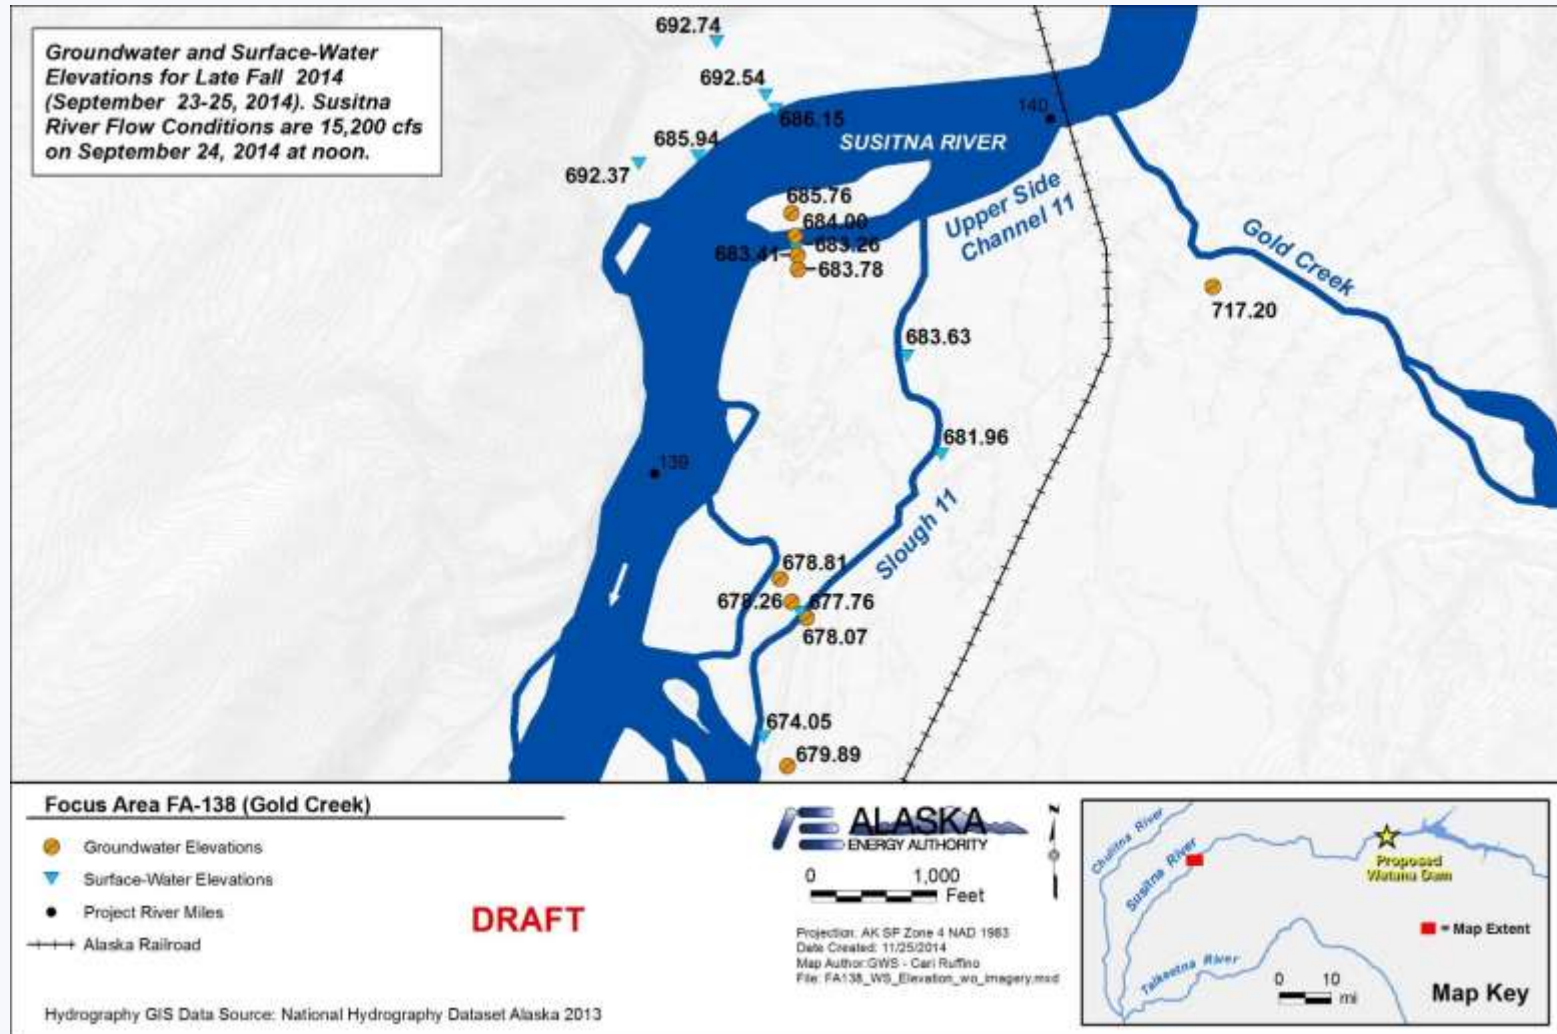 Groundwater and Surface-Water
Elevations for Late Fall 2014
(September 23-25, 2014). Susitna
River Flow Conditions are 15,200 cfs
on September 24, 2014 at noon.
692.74
692.54
686.15
685.94
692.37
SUSITNA RIVER
140
685.76
684.00
683.26
683.41
683.78
Upper Side
Channel 11
Gold Creek
717.20
683.63
681.96
139
Slough 11
678.81
678.26
677.76
678.07
674.05
679.89
Focus Area FA-138 (Gold Creek)
Groundwater Elevations
Surface-Water Elevations
Project River Miles
Alaska Railroad
DRAFT
Hydrography GIS Data Source: National Hydrography Dataset Alaska 2013
ALASKA
ENERGY AUTHORITY
N
0 1,000
Feet
Projection: AK SP Zone 4 NAD 1983
Date Created: 11/25/2014
Map Author:GWS - Cari Ruffino
File: FA138_WS_Elevation_wo_Imagery.mxd
Chulitna River
Susitna River
Proposed
Watana Dam
= Map Extent
Talkeetna River
0 10
mi
Map Key